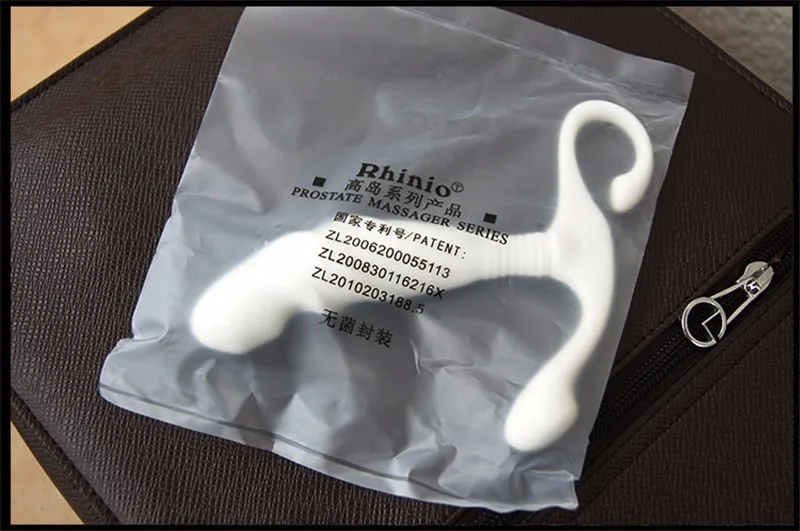 RhinioⓉ
■ 高岛系列产品 ■
PROSTATE MASSAGER SERIES
国家专利号/PATENT:
ZL2006200055113
ZL200830116216X
ZL2010203188.5
无菌封装